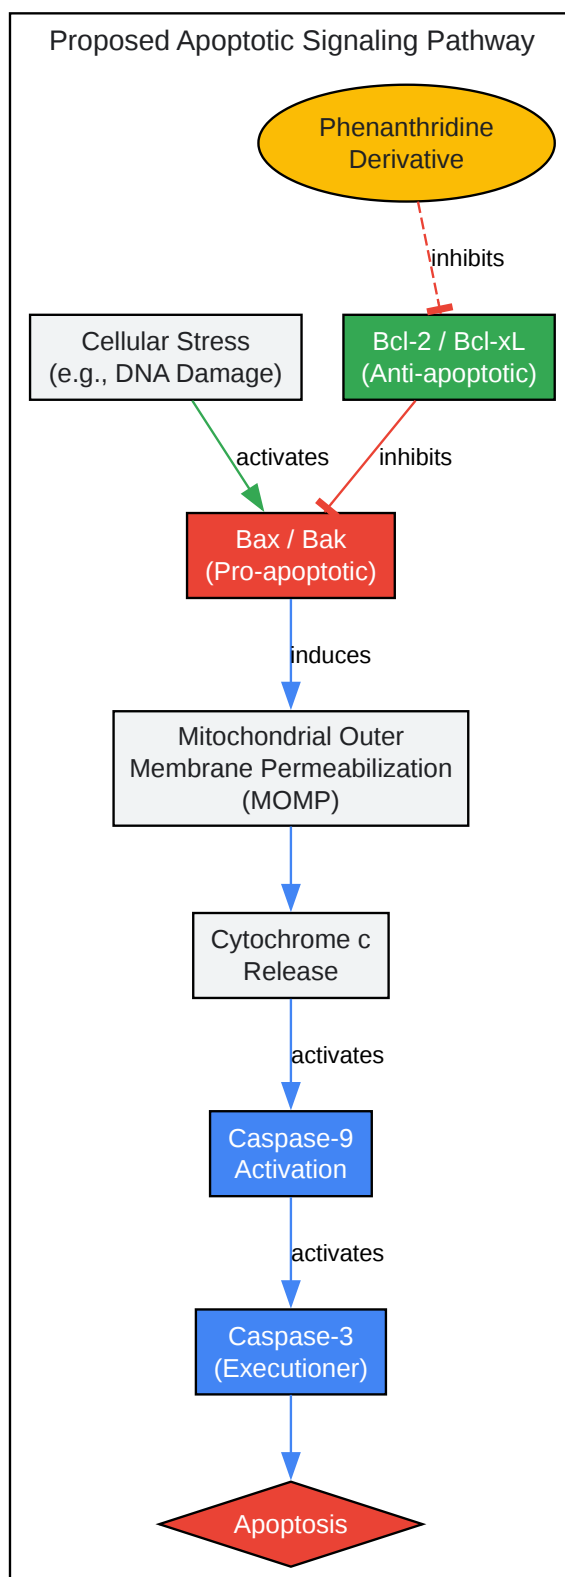 Proposed Apoptotic Signaling Pathway
Phenanthridine
Derivative
inhibits
Cellular Stress
(e.g., DNA Damage)
Bcl-2 / Bcl-xL
(Anti-apoptotic)
activates
inhibits
Bax / Bak
(Pro-apoptotic)
induces
Mitochondrial Outer
Membrane Permeabilization
(MOMP)
Cytochrome c
Release
activates
Caspase-9
Activation
activates
Caspase-3
(Executioner)
Apoptosis